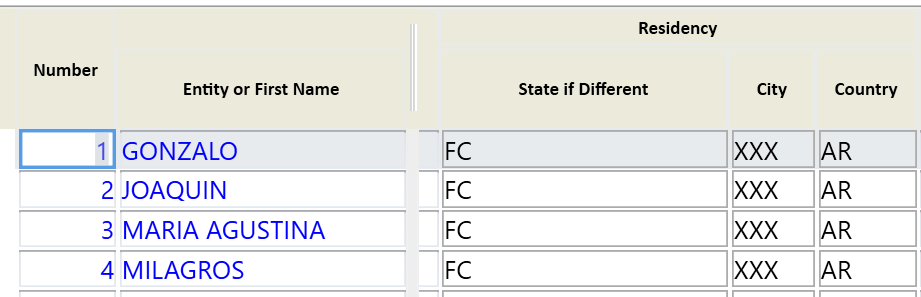 Residency
Number
Entity or First Name State if Different City Country
1 GONZALO FC XXX AR
2 JOAQUIN FC XXX AR
3 MARIA AGUSTINA FC XXX AR
4 MILAGROS FC XXX AR